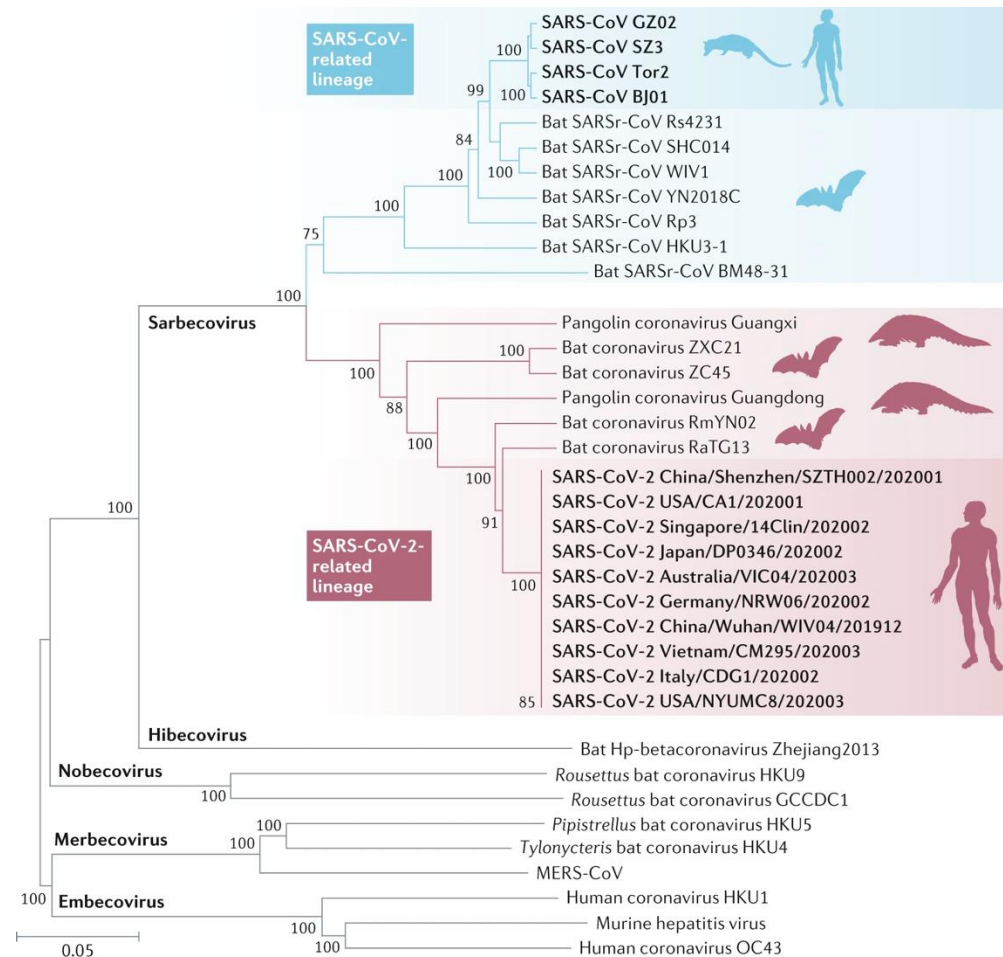 SARS-CoV-
related
lineage
SARS-CoV GZ02
SARS-CoV SZ3
SARS-CoV Tor2
SARS-CoV BJ01
Bat SARSr-CoV Rs4231
Bat SARSr-CoV SHC014
Bat SARSr-CoV WIV1
Bat SARSr-CoV YN2018C
Bat SARSr-CoV Rp3
Bat SARSr-CoV HKU3-1
Bat SARSr-CoV BM48-31
100
100
99
84
100
100
100
75
100
Sarbecovirus
Pangolin coronavirus Guangxi
Bat coronavirus ZXC21
Bat coronavirus ZC45
Pangolin coronavirus Guangdong
Bat coronavirus RmYN02
Bat coronavirus RaTG13
100
100
88
100
100
91
100
85
SARS-CoV-2-
related
lineage
SARS-CoV-2 China/Shenzhen/SZTH002/202001
SARS-CoV-2 USA/CA1/202001
SARS-CoV-2 Singapore/14Clin/202002
SARS-CoV-2 Japan/DP0346/202002
SARS-CoV-2 Australia/VIC04/202003
SARS-CoV-2 Germany/NRW06/202002
SARS-CoV-2 China/Wuhan/WIV04/201912
SARS-CoV-2 Vietnam/CM295/202003
SARS-CoV-2 Italy/CDG1/202002
SARS-CoV-2 USA/NYUMC8/202003
100
Hibecovirus
Bat Hp-betacoronavirus Zhejiang2013
Nobecovirus
100
Rousettus bat coronavirus HKU9
Rousettus bat coronavirus GCCDC1
Merbecovirus
100
100
Pipistrellus bat coronavirus HKU5
Tylonycteris bat coronavirus HKU4
MERS-CoV
100
Embecovirus
100
100
Human coronavirus HKU1
Murine hepatitis virus
Human coronavirus OC43
0.05